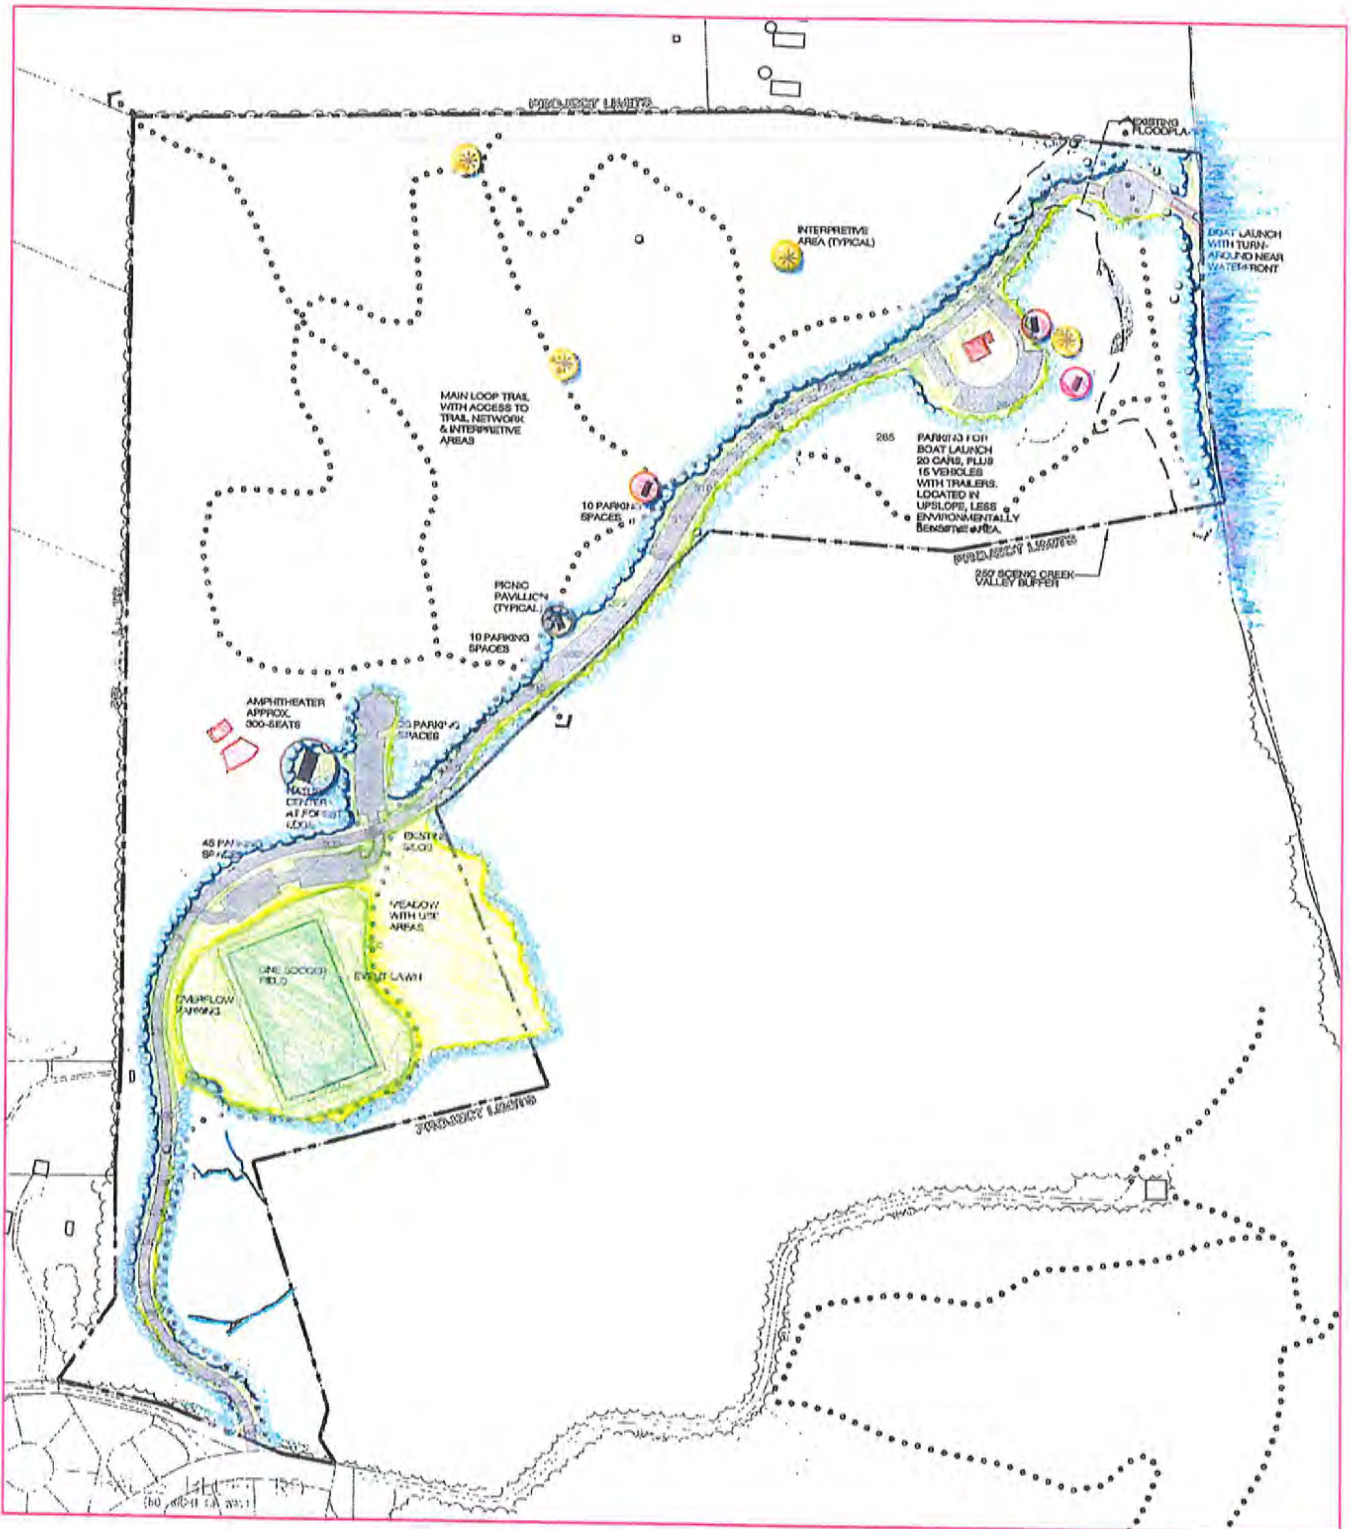 PROJECT LIMITS
EXISTING
INTERPRETIVE
AREA (TYPICAL)
BOAT LAUNCH
WITH TURN-
AROUND NEAR
WATERFRONT
MAIN LOOP TRAIL
WITH ACCESS TO
TRAIL NETWORK
& INTERPRETIVE
AREAS
265
PARKING FOR
BOAT LAUNCH
20 CARS, PLUS
15 VEHICLES
WITH TRAILERS.
LOCATED IN
UPSLOPE, LESS
ENVIRONMENTALLY
SENSITIVE AREA.
10 PARKING
SPACES
PROJECT LIMITS
250' SCENIC CREEK
VALLEY BUFFER
PICNIC
PAVILLION
(TYPICAL)
10 PARKING
SPACES
AMPHITHEATER
APPROX.
300-SEATS
PARKING
SPACES
CENTER
AT FOREST
EDGE
MEADOW
WITH USE
AREAS
ONE SOCCER
FIELD
EVENT LAWN
OVERFLOW
PARKING
PROJECT LIMITS